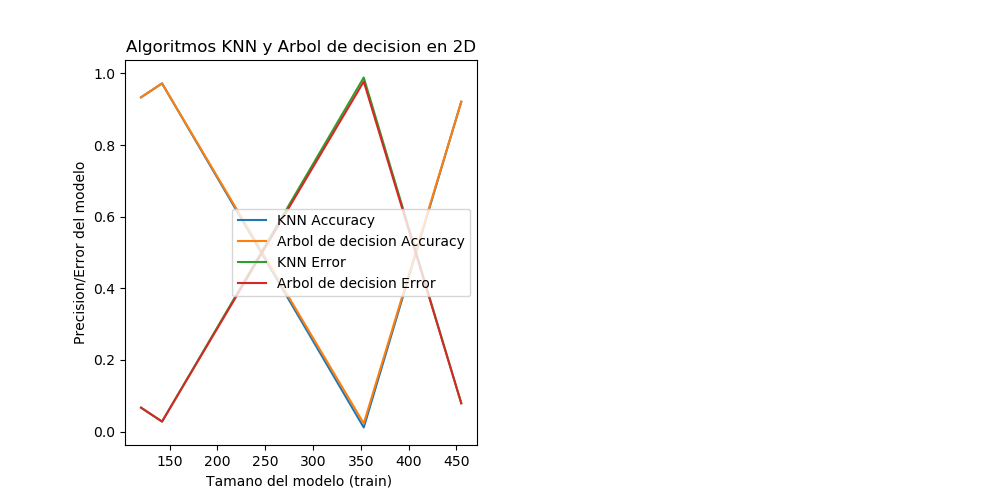 Algoritmos KNN y Arbol de decision en 2D
1.0
0.8
0.6
0.4
0.2
0.0
Precision/Error del modelo
KNN Accuracy
Arbol de decision Accuracy
KNN Error
Arbol de decision Error
150 200 250 300 350 400 450
Tamano del modelo (train)